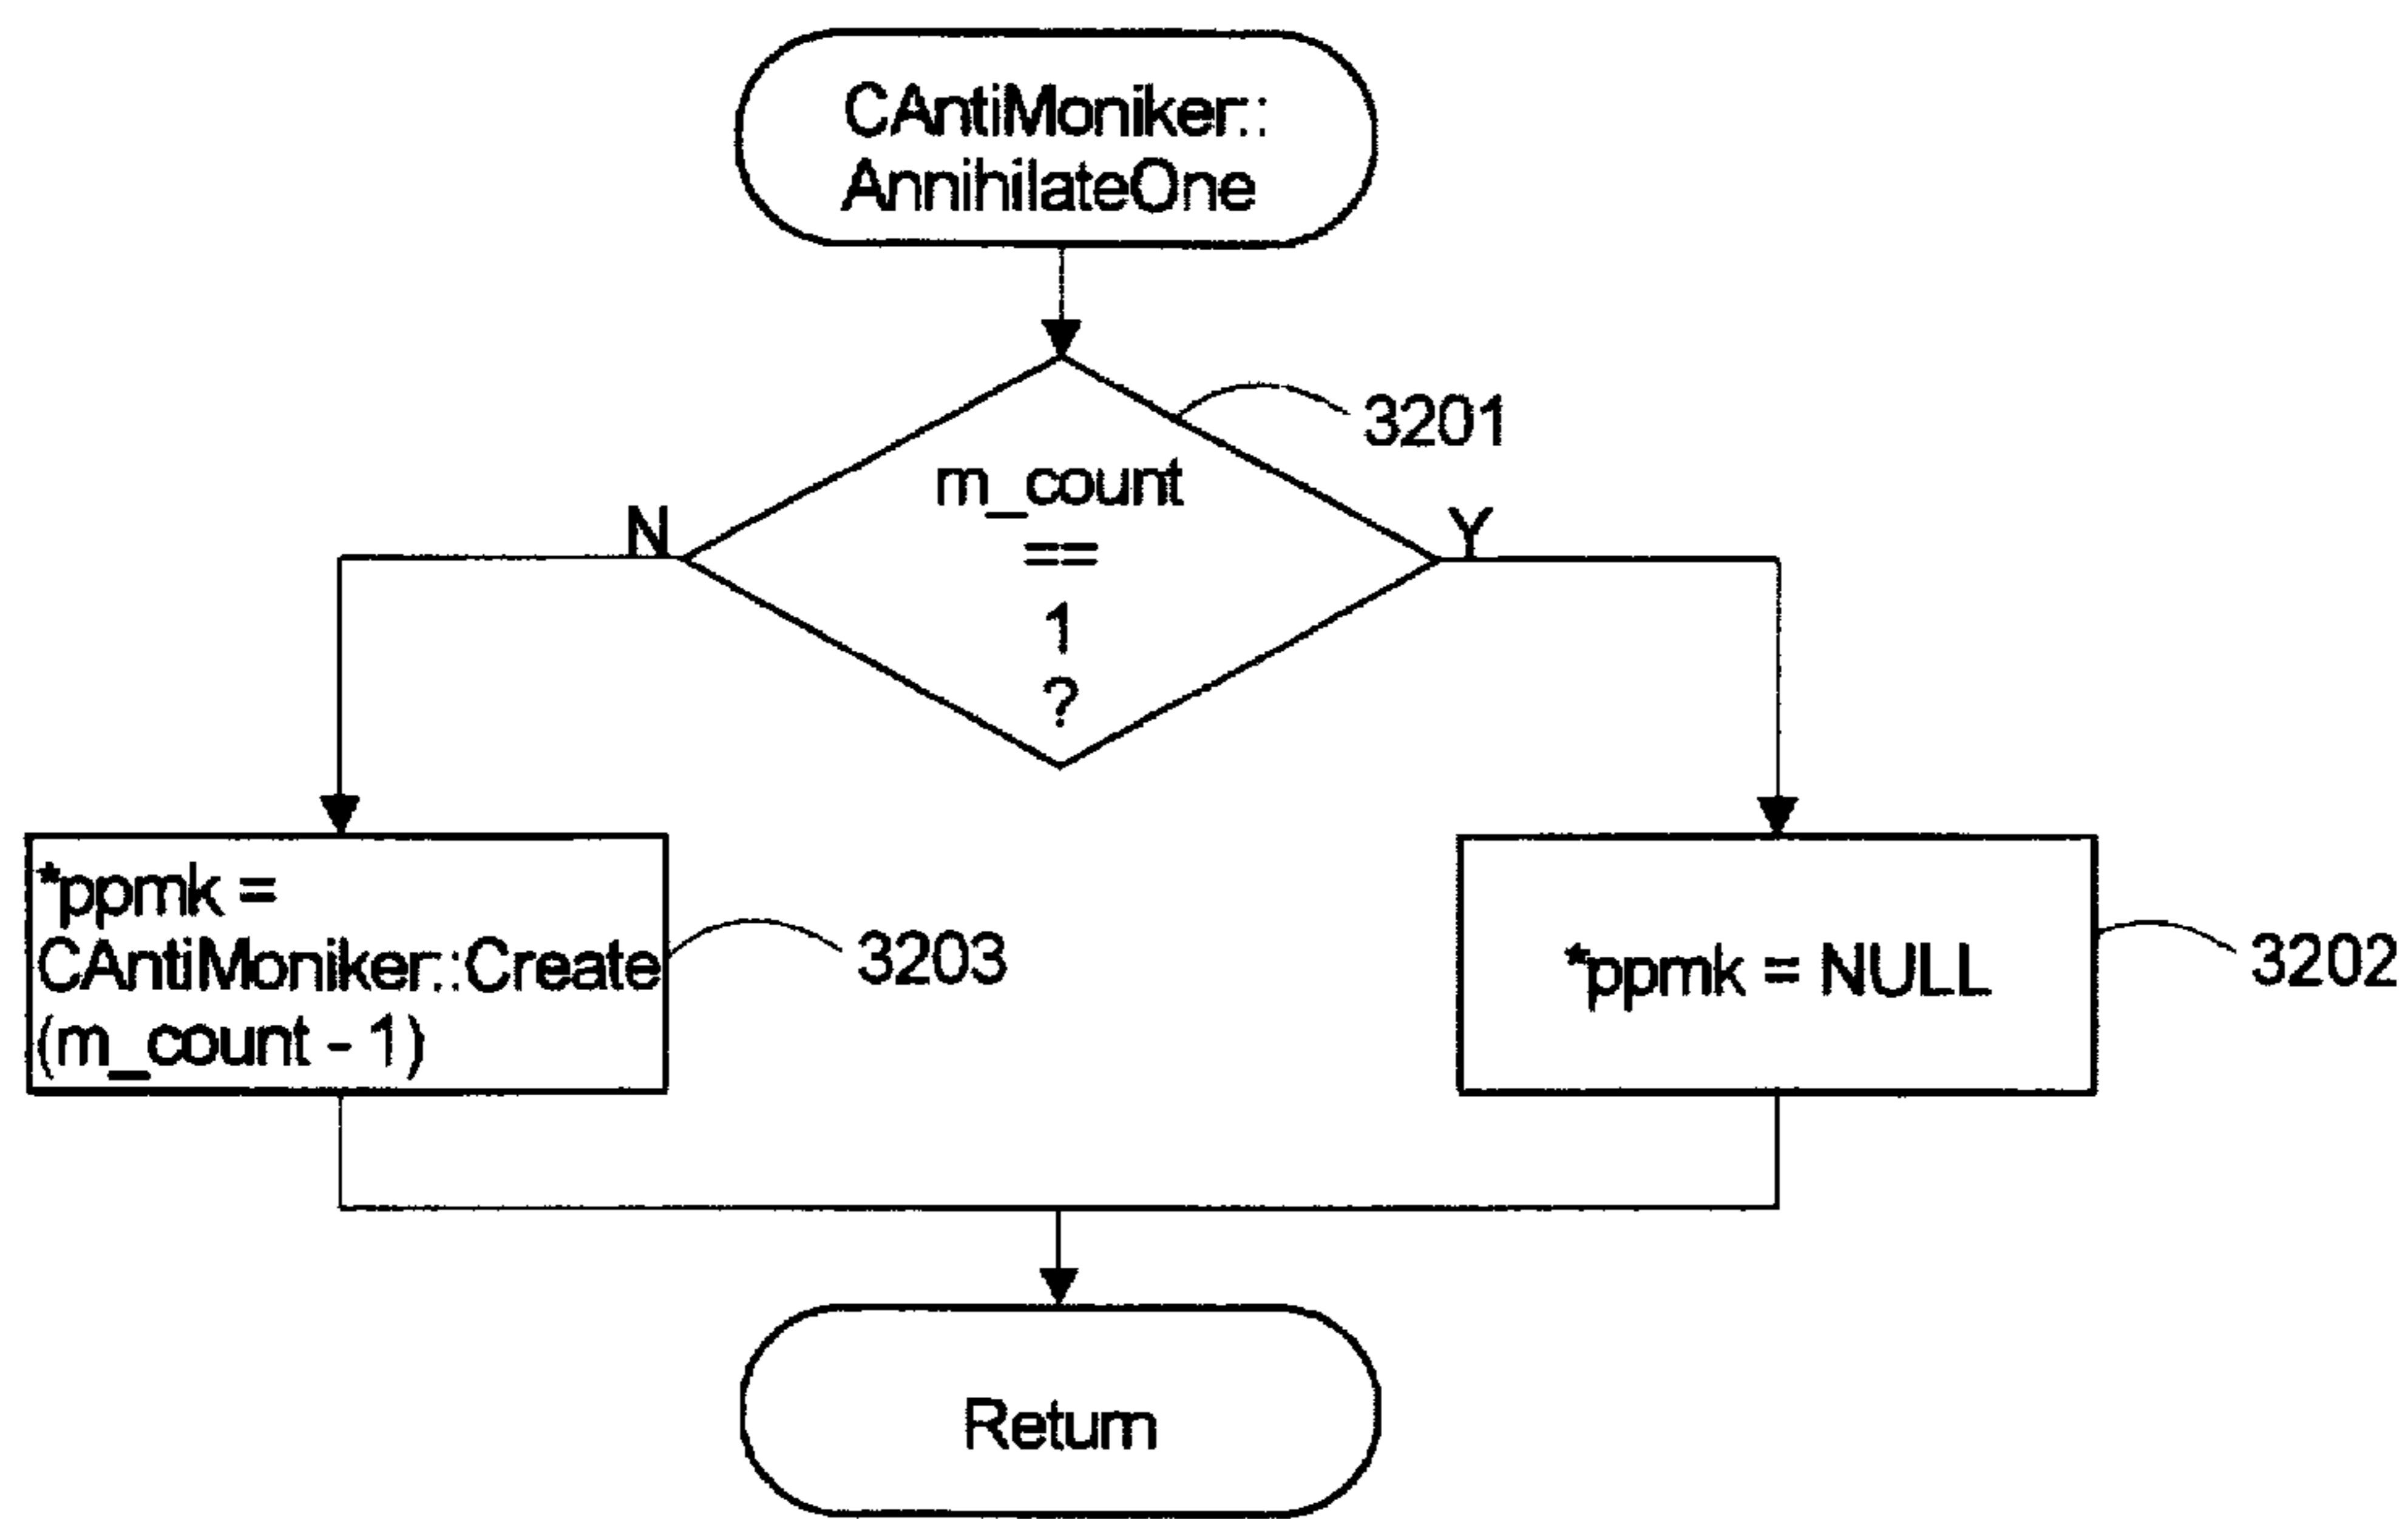 CAntiMoniker::
AnnihilateOne
3201
m_count
==
1
?
N
Y
*ppmk =
CAntiMoniker::Create
(m_count - 1)
3203
*ppmk = NULL
3202
Return